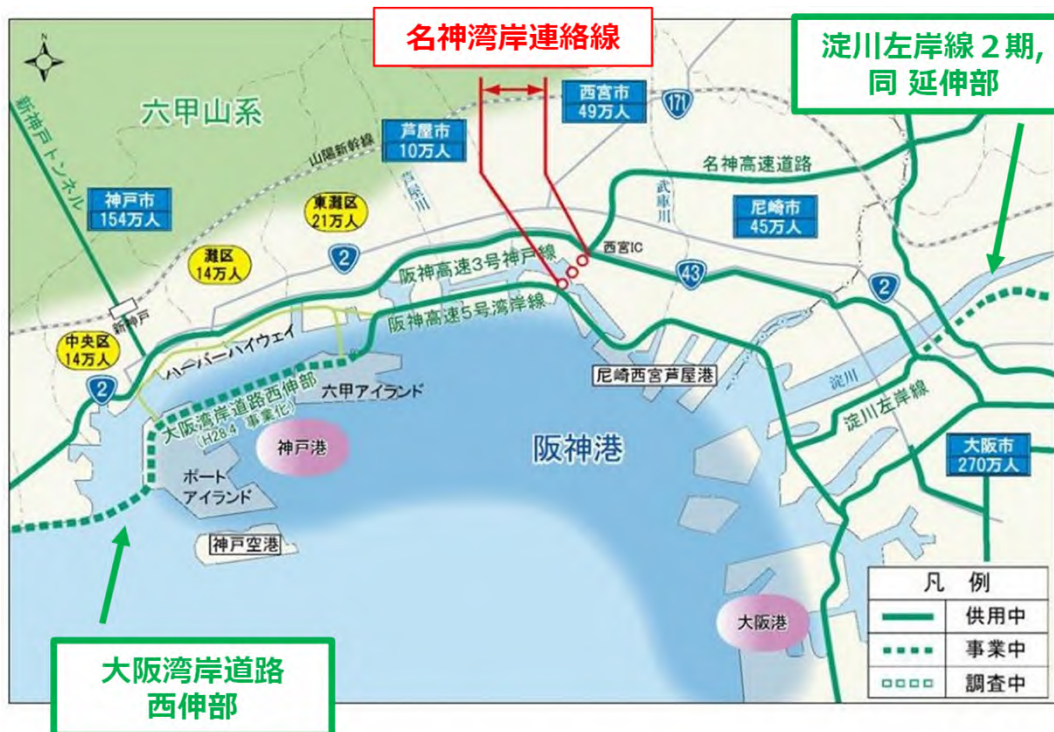 名神湾岸連絡線
淀川左岸線２期,
同 延伸部
N
六甲山系
新神戸トンネル
山陽新幹線
芦屋市
10万人
西宮市
49万人
171
名神高速道路
神戸市
154万人
東灘区
21万人
芦屋川
武庫川
尼崎市
45万人
灘区
14万人
2
阪神高速3号神戸線
西宮IC
43
2
新神戸
阪神高速5号湾岸線
中央区
14万人
ハーバーハイウェイ
2
六甲アイランド
尼崎西宮芦屋港
淀川
淀川左岸線
大阪湾岸道路西伸部
(H28.4 事業化)
神戸港
阪神港
大阪市
270万人
ポート
アイランド
神戸空港
大阪港
凡 例
供用中
事業中
調査中
大阪湾岸道路
西伸部